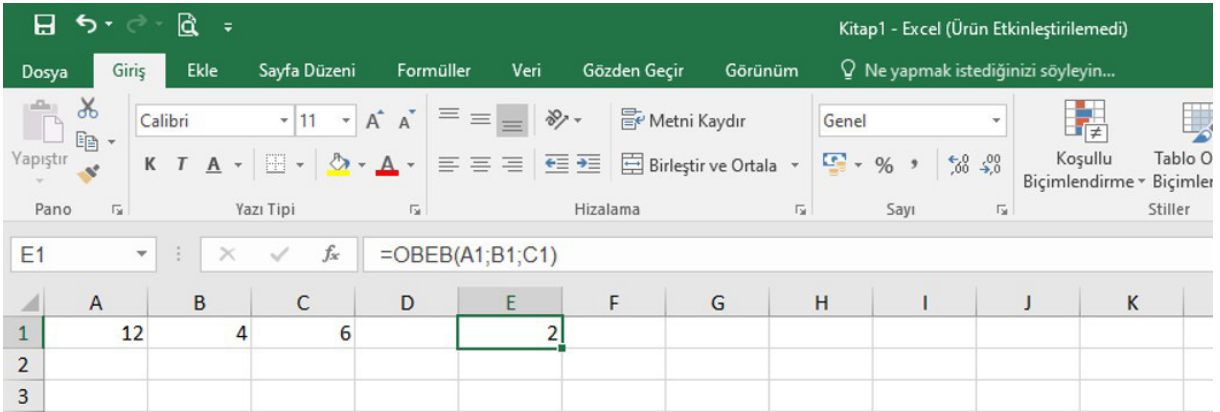 Kitap1 - Excel (Ürün Etkinleştirilemedi)
Dosya Giriş Ekle Sayfa Düzeni Formüller Veri Gözden Geçir Görünüm Ne yapmak istediğinizi söyleyin...
Yapıştır
Calibri 11 A A Metni Kaydır Genel
K T A A Birleştir ve Ortala % ,00
Koşullu Biçimlendirme
Tablo O
Biçimler
Pano Yazı Tipi Hizalama Sayı Stiller
E1 fx =OBEB(A1;B1;C1)
A B C D E F G H I J K
1 12 4 6 2
2
3